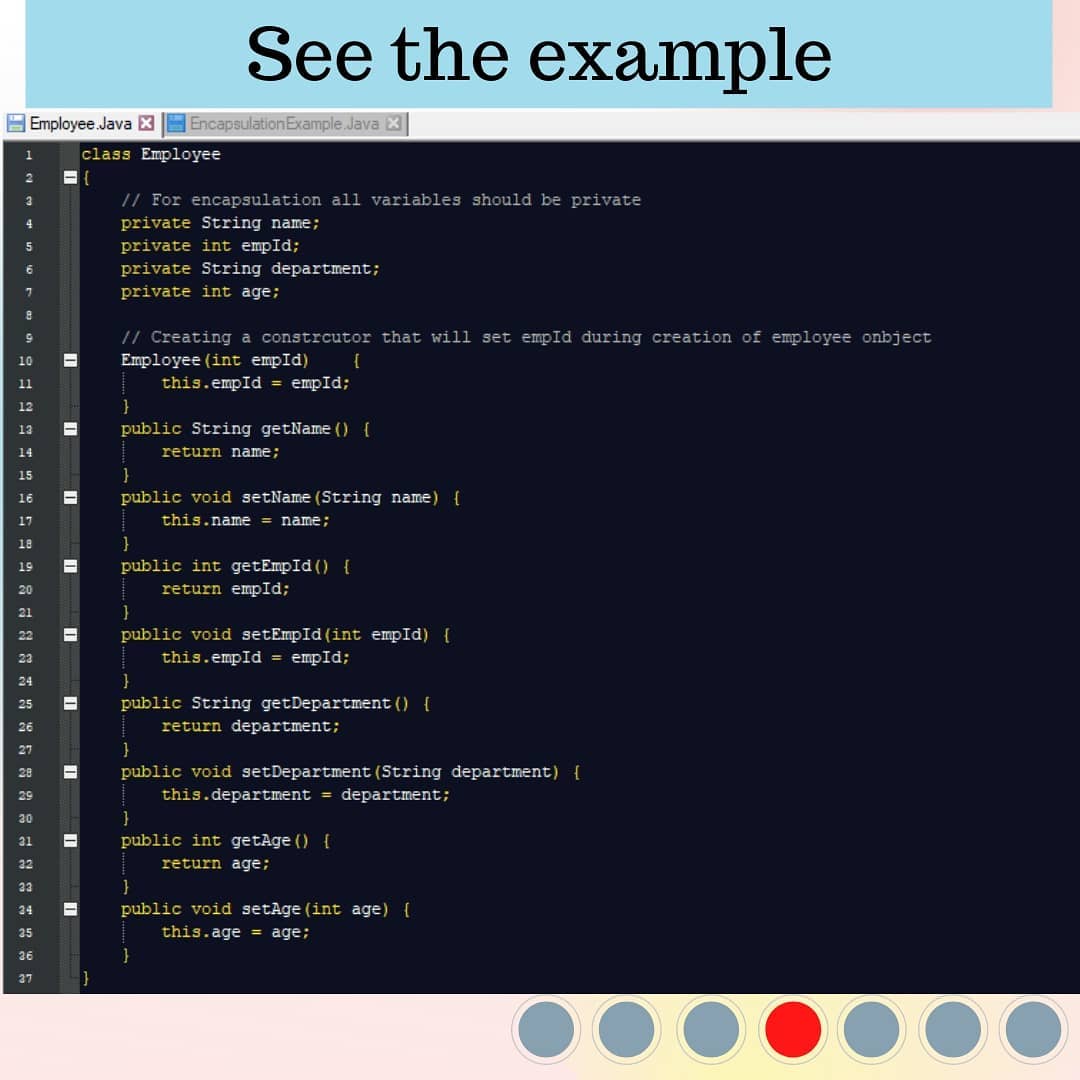 See the example
Employee.Java EncapsulationExample.Java
1 class Employee
2 {
3 // For encapsulation all variables should be private
4 private String name;
5 private int empId;
6 private String department;
7 private int age;
8
9 // Creating a constrcutor that will set empId during creation of employee onbject
10 Employee(int empId) {
11 this.empId = empId;
12 }
13 public String getName() {
14 return name;
15 }
16 public void setName(String name) {
17 this.name = name;
18 }
19 public int getEmpId() {
20 return empId;
21 }
22 public void setEmpId(int empId) {
23 this.empId = empId;
24 }
25 public String getDepartment() {
26 return department;
27 }
28 public void setDepartment(String department) {
29 this.department = department;
30 }
31 public int getAge() {
32 return age;
33 }
34 public void setAge(int age) {
35 this.age = age;
36 }
37 }